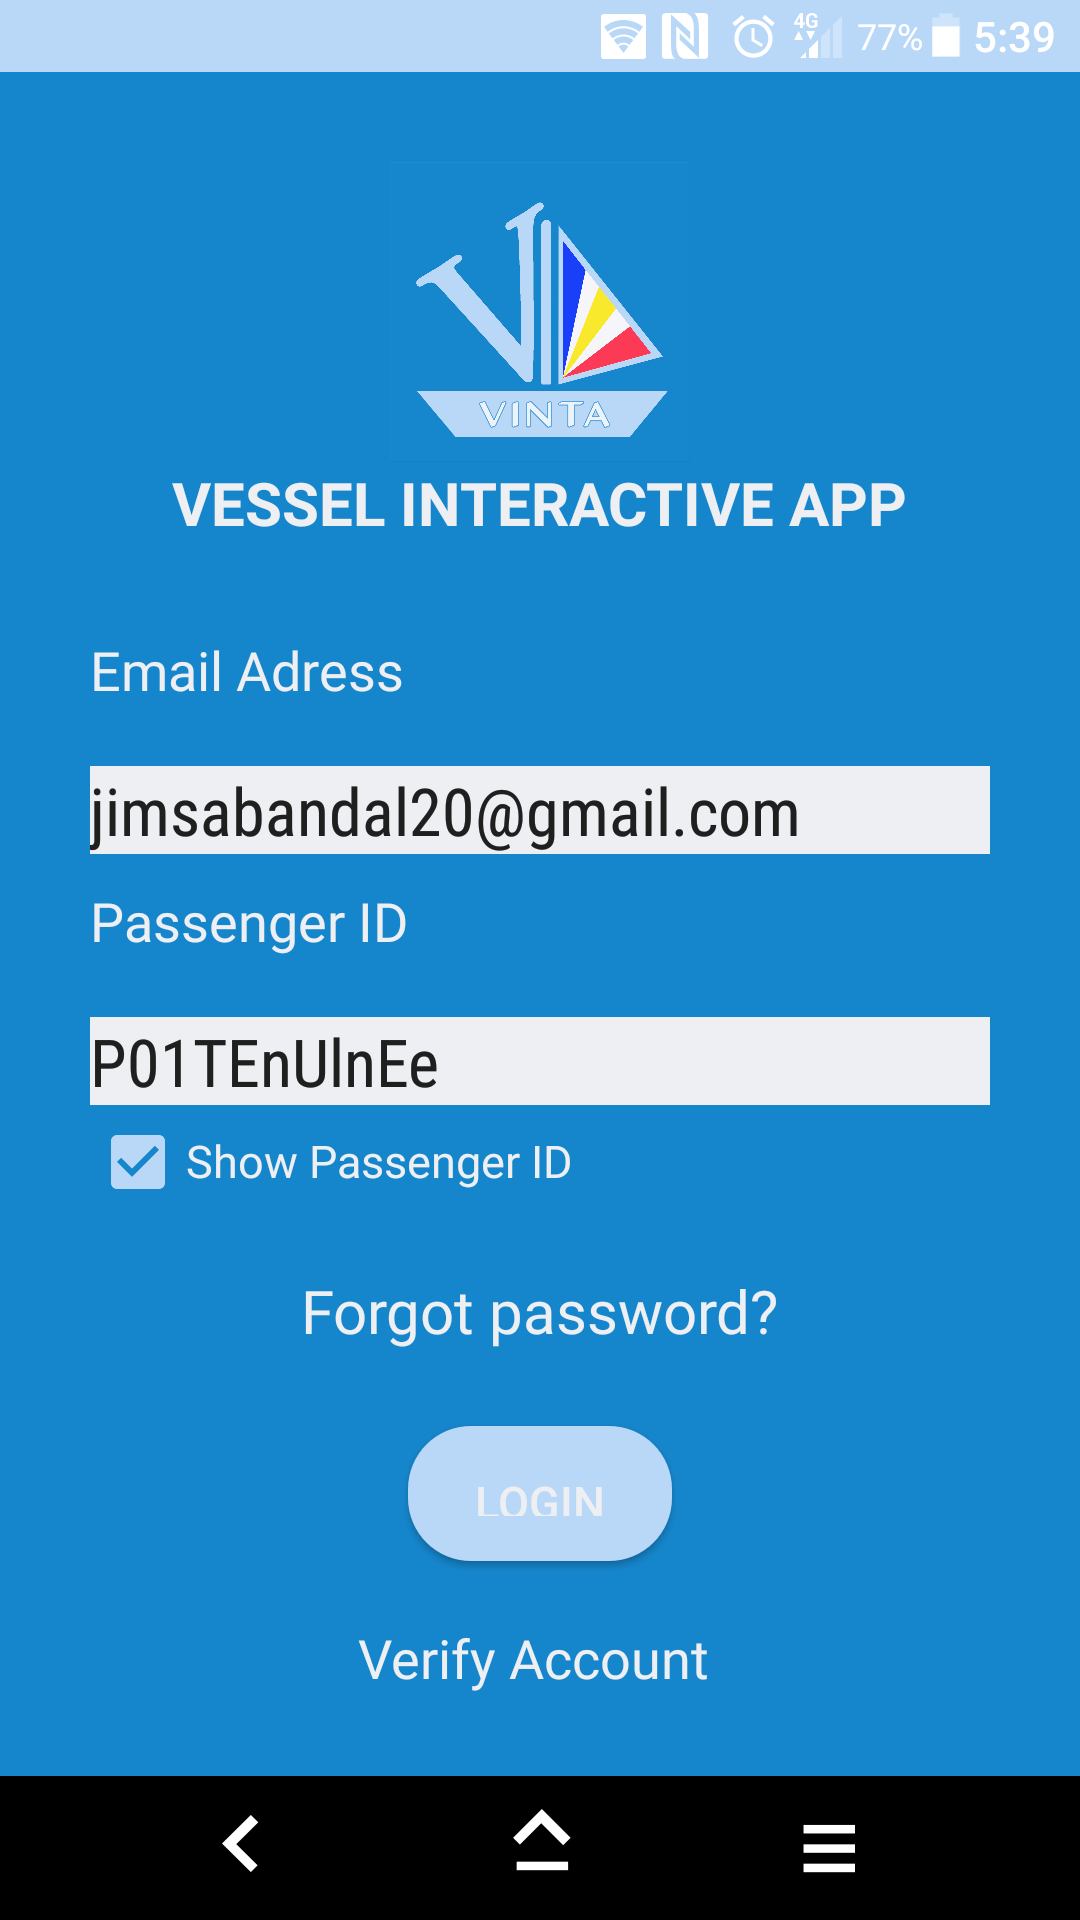 4G 77% 5:39
VINTA
VESSEL INTERACTIVE APP
Email Adress
jimsabandal20@gmail.com
Passenger ID
P01TEnUlnEe
Show Passenger ID
Forgot password?
LOGIN
Verify Account